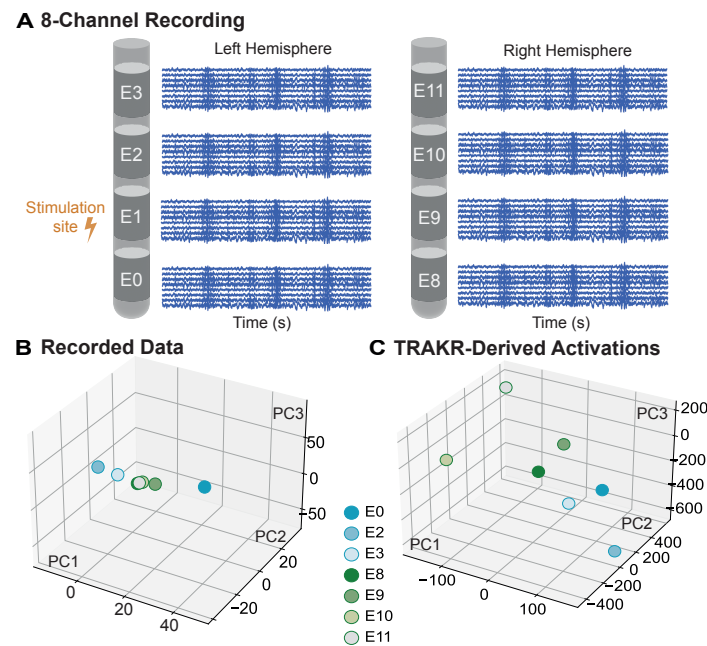 A 8-Channel Recording
Left Hemisphere
Right Hemisphere
E3
E2
E1
E0
Stimulation
site
E11
E10
E9
E8
Time (s)
Time (s)
B Recorded Data
PC3
50
0
−50
PC2
20
0
−20
PC1
0
20
40
E0
E2
E3
E8
E9
E10
E11
C TRAKR-Derived Activations
PC3
200
0
−200
−400
−600
PC2
400
200
0
−200
−400
PC1
−100
0
100